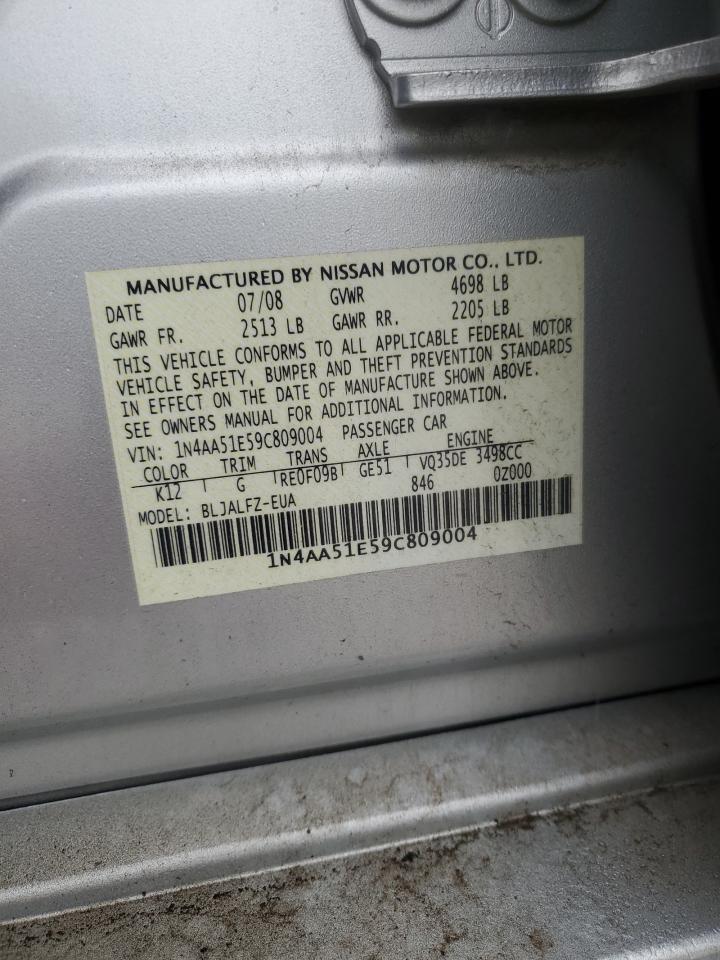 MANUFACTURED BY NISSAN MOTOR CO., LTD.
DATE 07/08 GVWR 4698 LB
GAWR FR. 2513 LB GAWR RR. 2205 LB
THIS VEHICLE CONFORMS TO ALL APPLICABLE FEDERAL MOTOR
VEHICLE SAFETY, BUMPER AND THEFT PREVENTION STANDARDS
IN EFFECT ON THE DATE OF MANUFACTURE SHOWN ABOVE.
SEE OWNERS MANUAL FOR ADDITIONAL INFORMATION.
VIN: 1N4AA51E59C809004 PASSENGER CAR
COLOR TRIM TRANS AXLE ENGINE
K12 G RE0F09B GE51 VQ35DE 3498CC
MODEL: BLJALFZ-EUA 846 0Z000
1N4AA51E59C809004